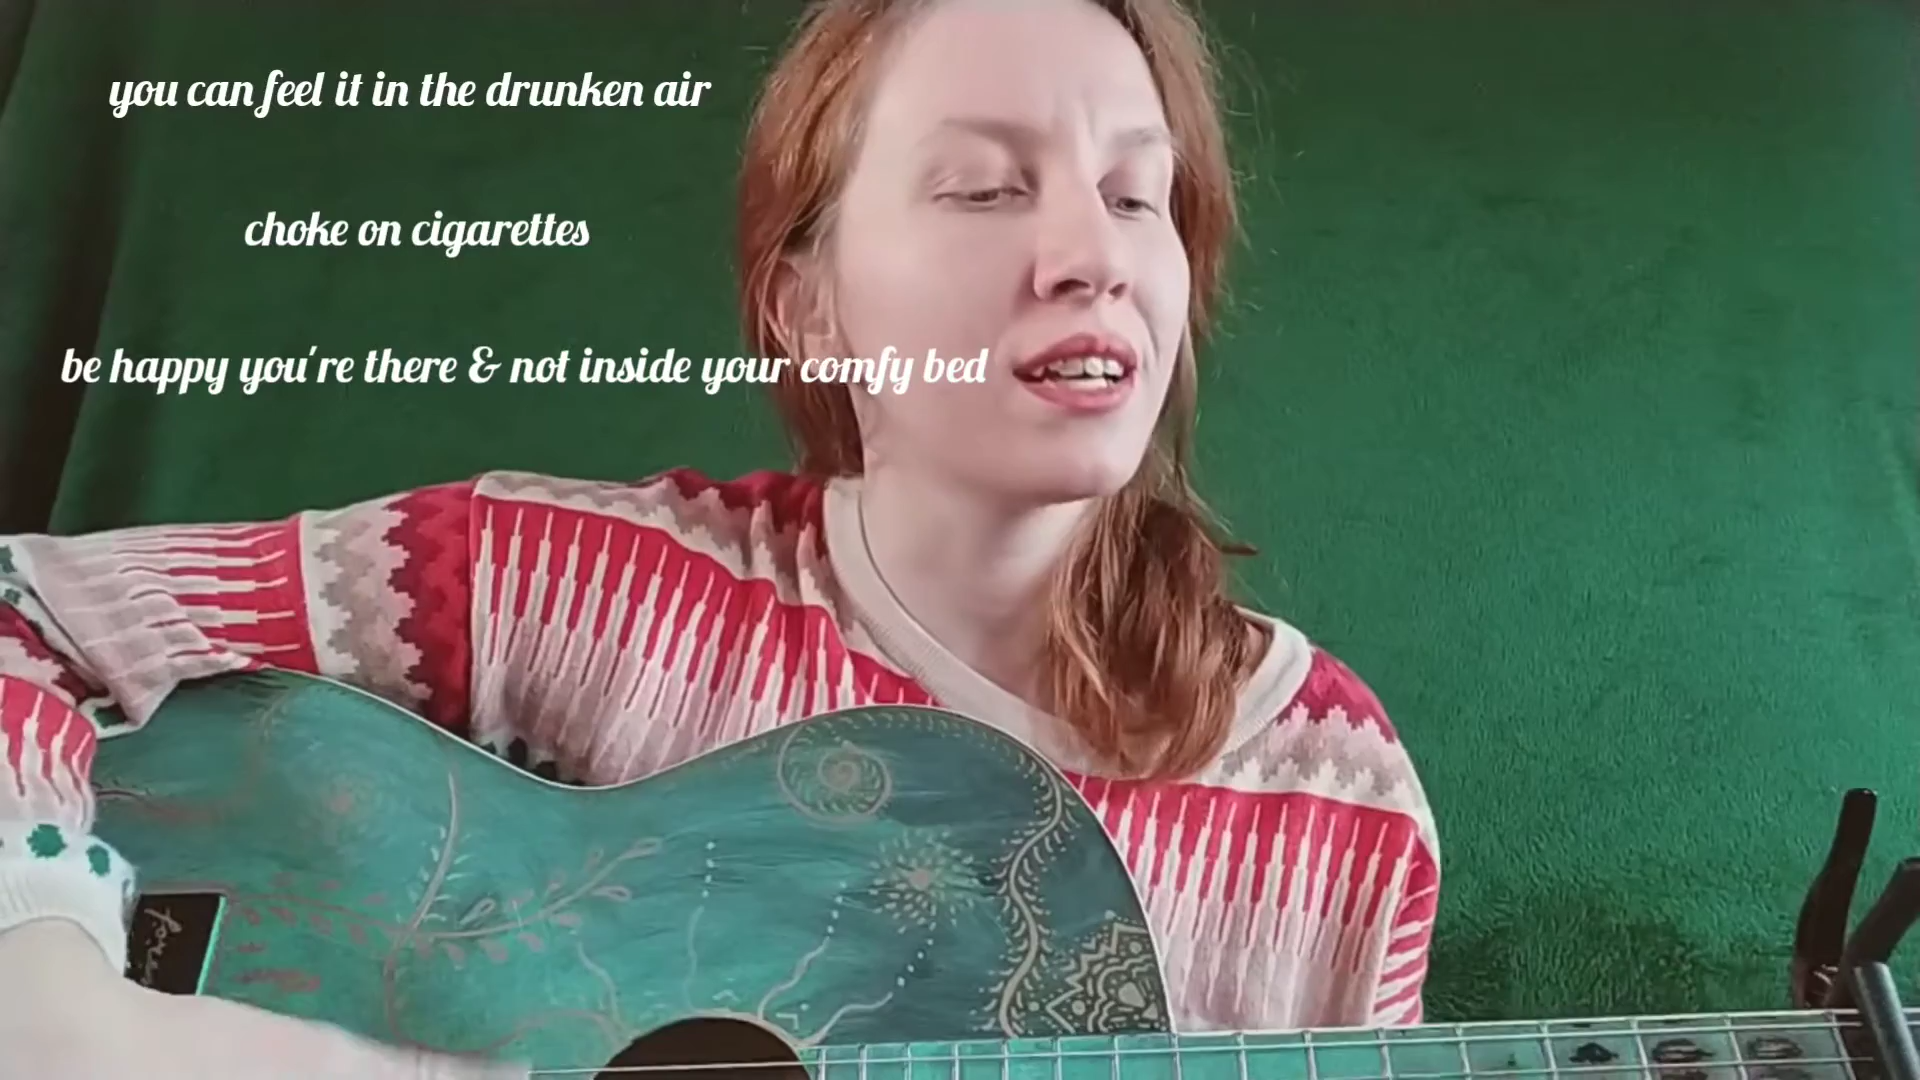 you can feel it in the drunken air
choke on cigarettes
be happy you're there & not inside your comfy bed